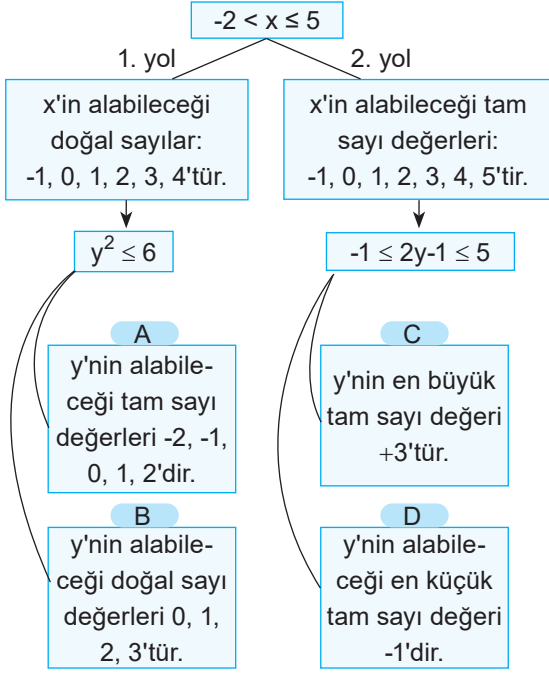 -2 < x ≤ 5
1. yol
2. yol
x'in alabileceği
doğal sayılar:
-1, 0, 1, 2, 3, 4'tür.
x'in alabileceği tam
sayı değerleri:
-1, 0, 1, 2, 3, 4, 5'tir.
y² ≤ 6
-1 ≤ 2y-1 ≤ 5
A
y'nin alabile-
ceği tam sayı
değerleri -2, -1,
0, 1, 2'dir.
C
y'nin en büyük
tam sayı değeri
+3'tür.
B
y'nin alabile-
ceği doğal sayı
değerleri 0, 1,
2, 3'tür.
D
y'nin alabile-
ceği en küçük
tam sayı değeri
-1'dir.